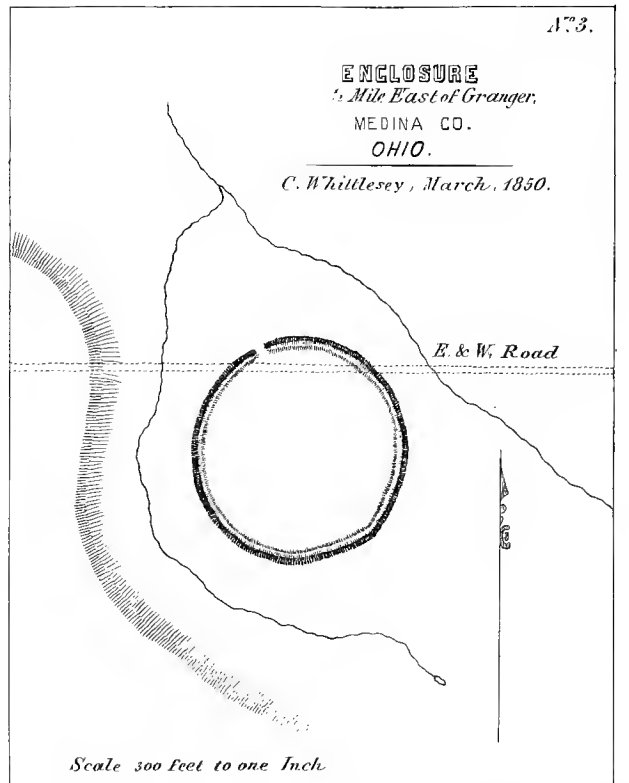 No 3.
ENCLOSURE
½ Mile East of Granger,
MEDINA CO.
OHIO.
C. Whittlesey, March, 1850.
E. & W. Road
Scale 300 feet to one Inch